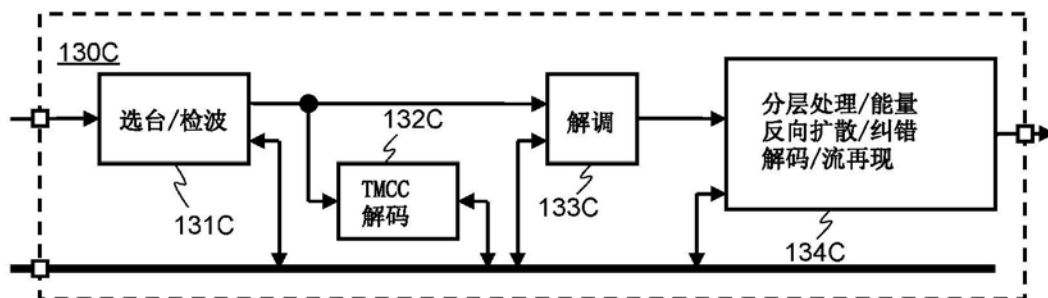 130C
选台/检波
131C
132C
TMCC
解码
解调
133C
分层处理/能量
反向扩散/纠错
解码/流再现
134C